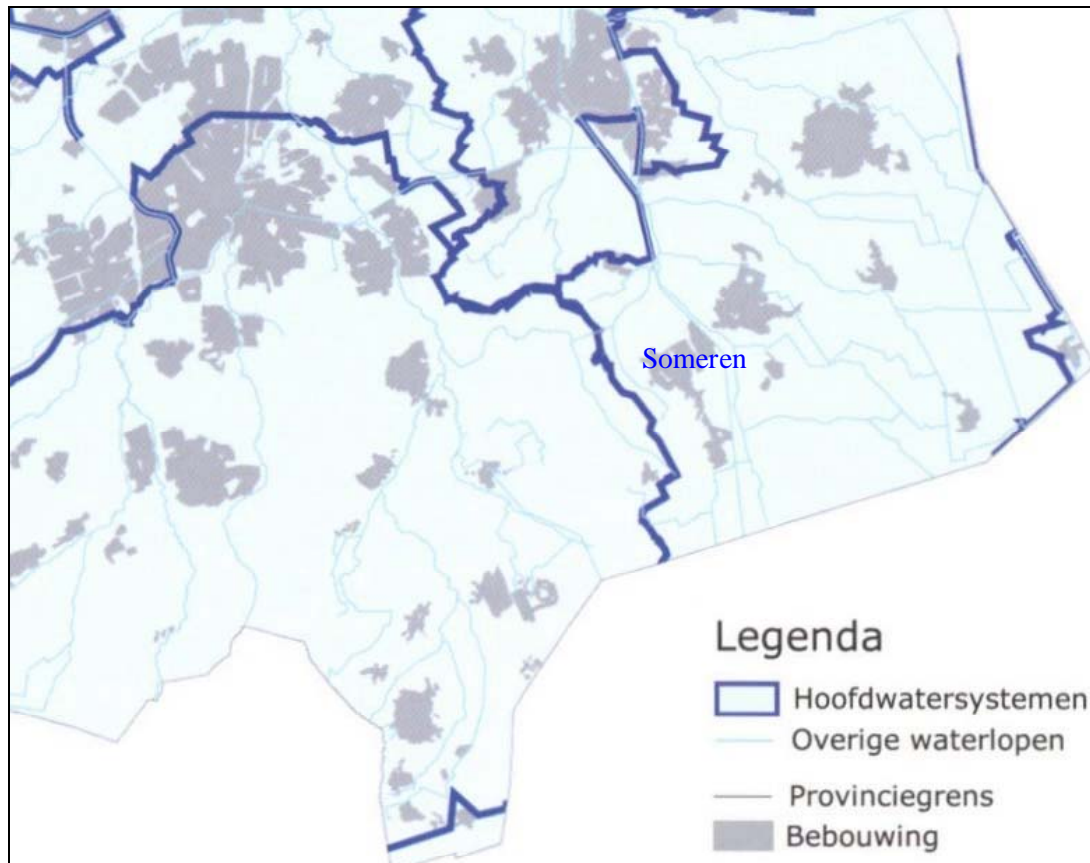 Someren
Legenda
Hoofdwatersystemen
Overige waterlopen
Provinciegrens
Bebouwing